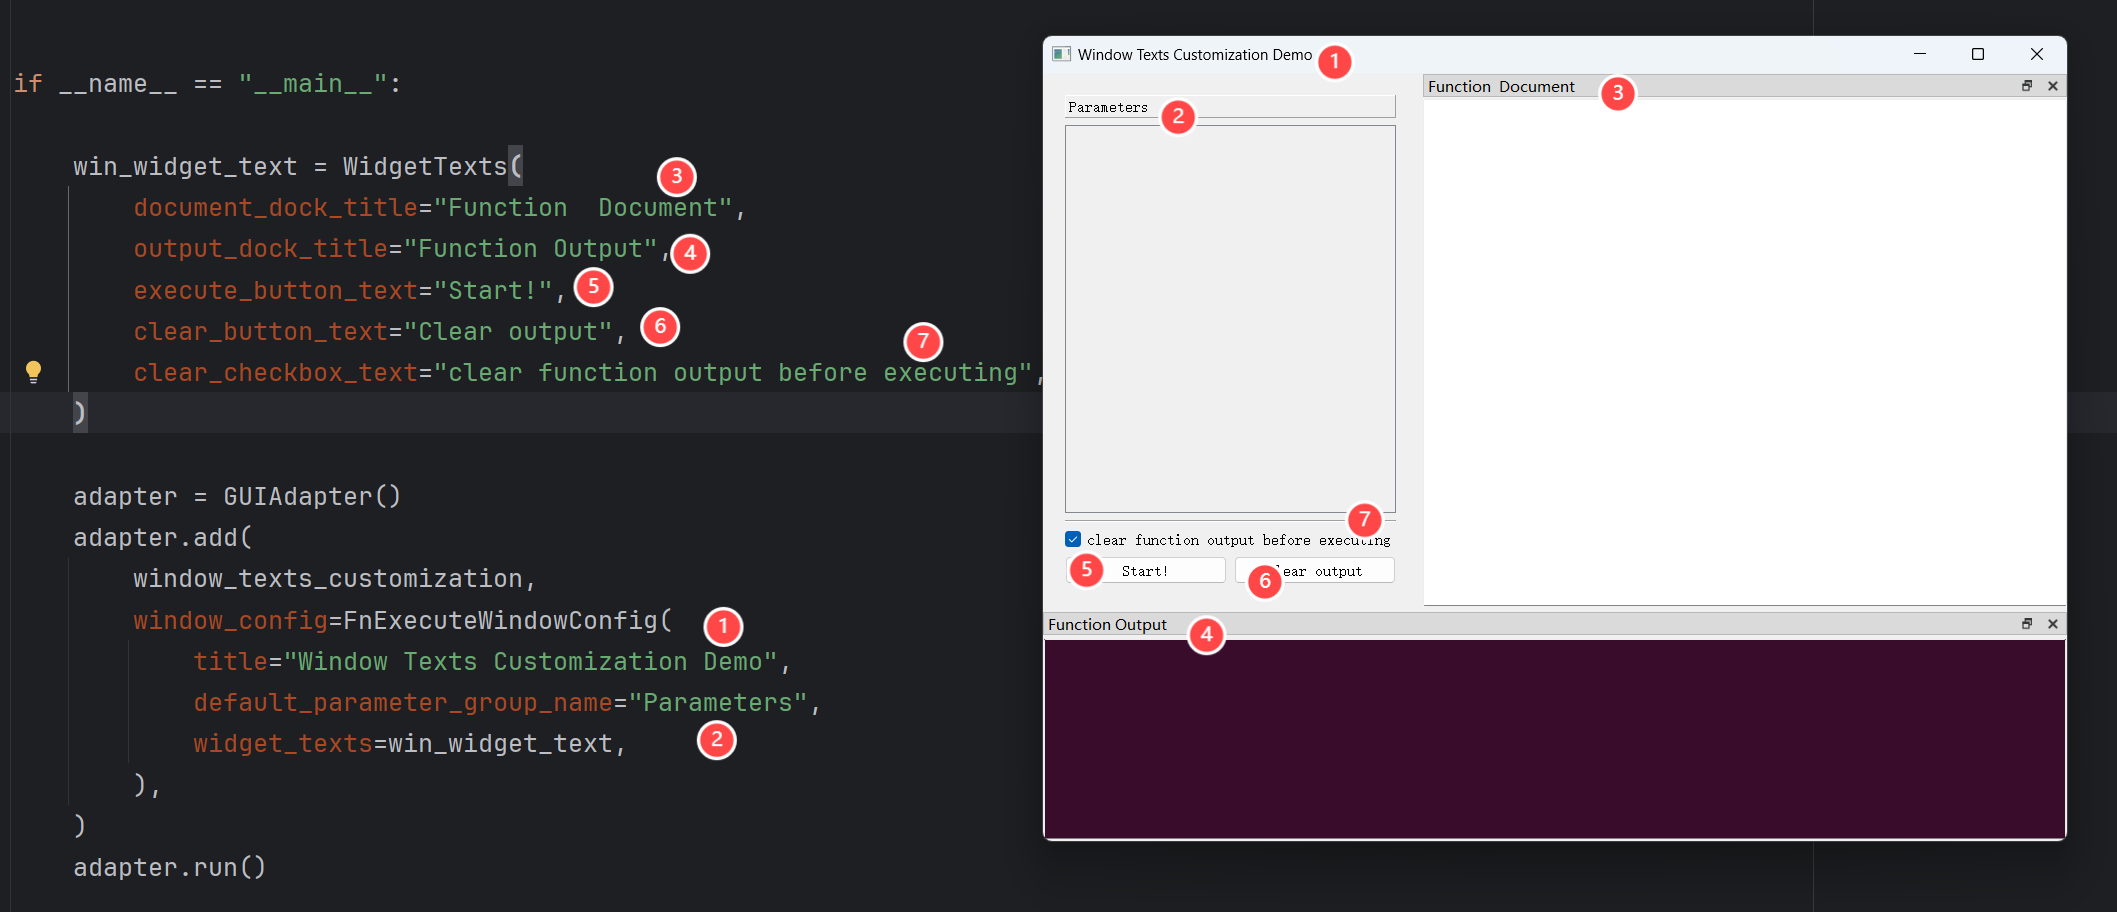 if __name__ == "__main__":
win_widget_text = WidgetTexts(
3
document_dock_title="Function  Document",
output_dock_title="Function Output",
4
execute_button_text="Start!",
5
clear_button_text="Clear output",
6
7
clear_checkbox_text="clear function output before executing",
)
adapter = GUIAdapter()
adapter.add(
window_texts_customization,
window_config=FnExecuteWindowConfig(
1
title="Window Texts Customization Demo",
default_parameter_group_name="Parameters",
widget_texts=win_widget_text,
2
),
)
adapter.run()
Window Texts Customization Demo
1
Parameters
2
Function  Document
3
7
clear function output before executing
5
Start!
6
lear output
Function Output
4